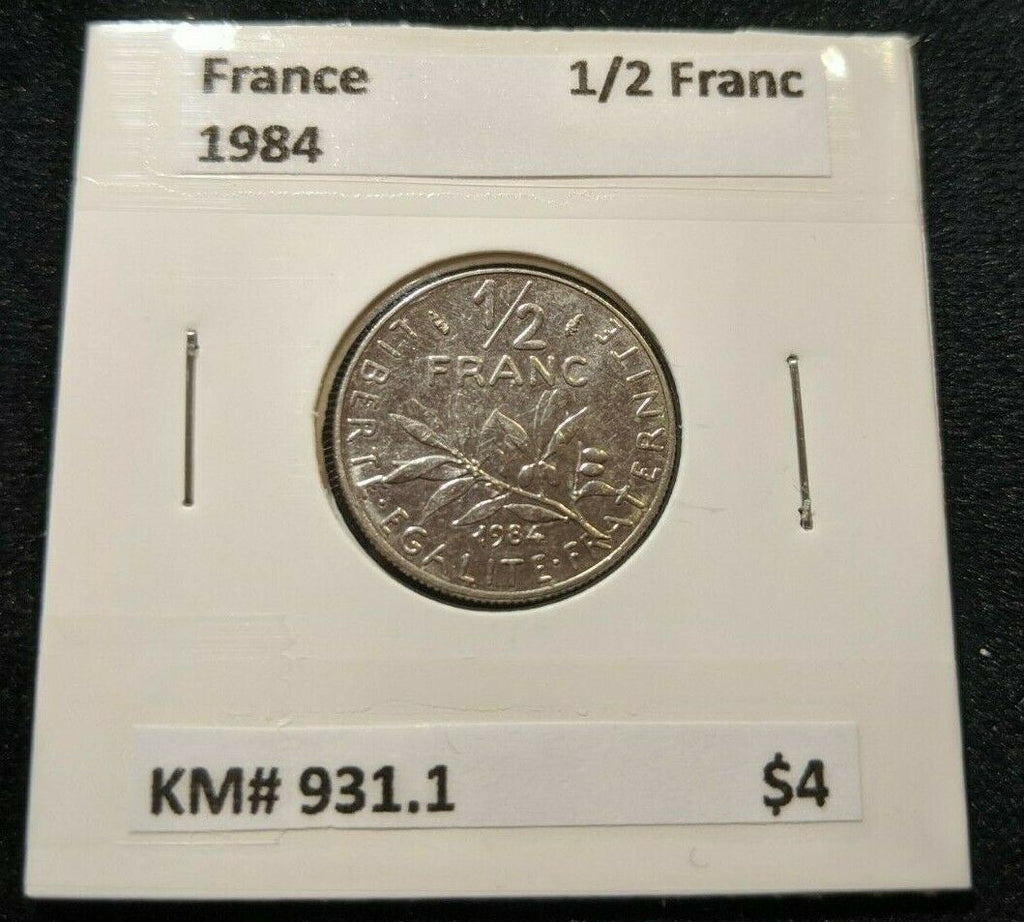 France 1/2 Franc
1984
1/2
FRANC
LIBERTE·EGALITE·FRATERNITE
1984
KM# 931.1 $4